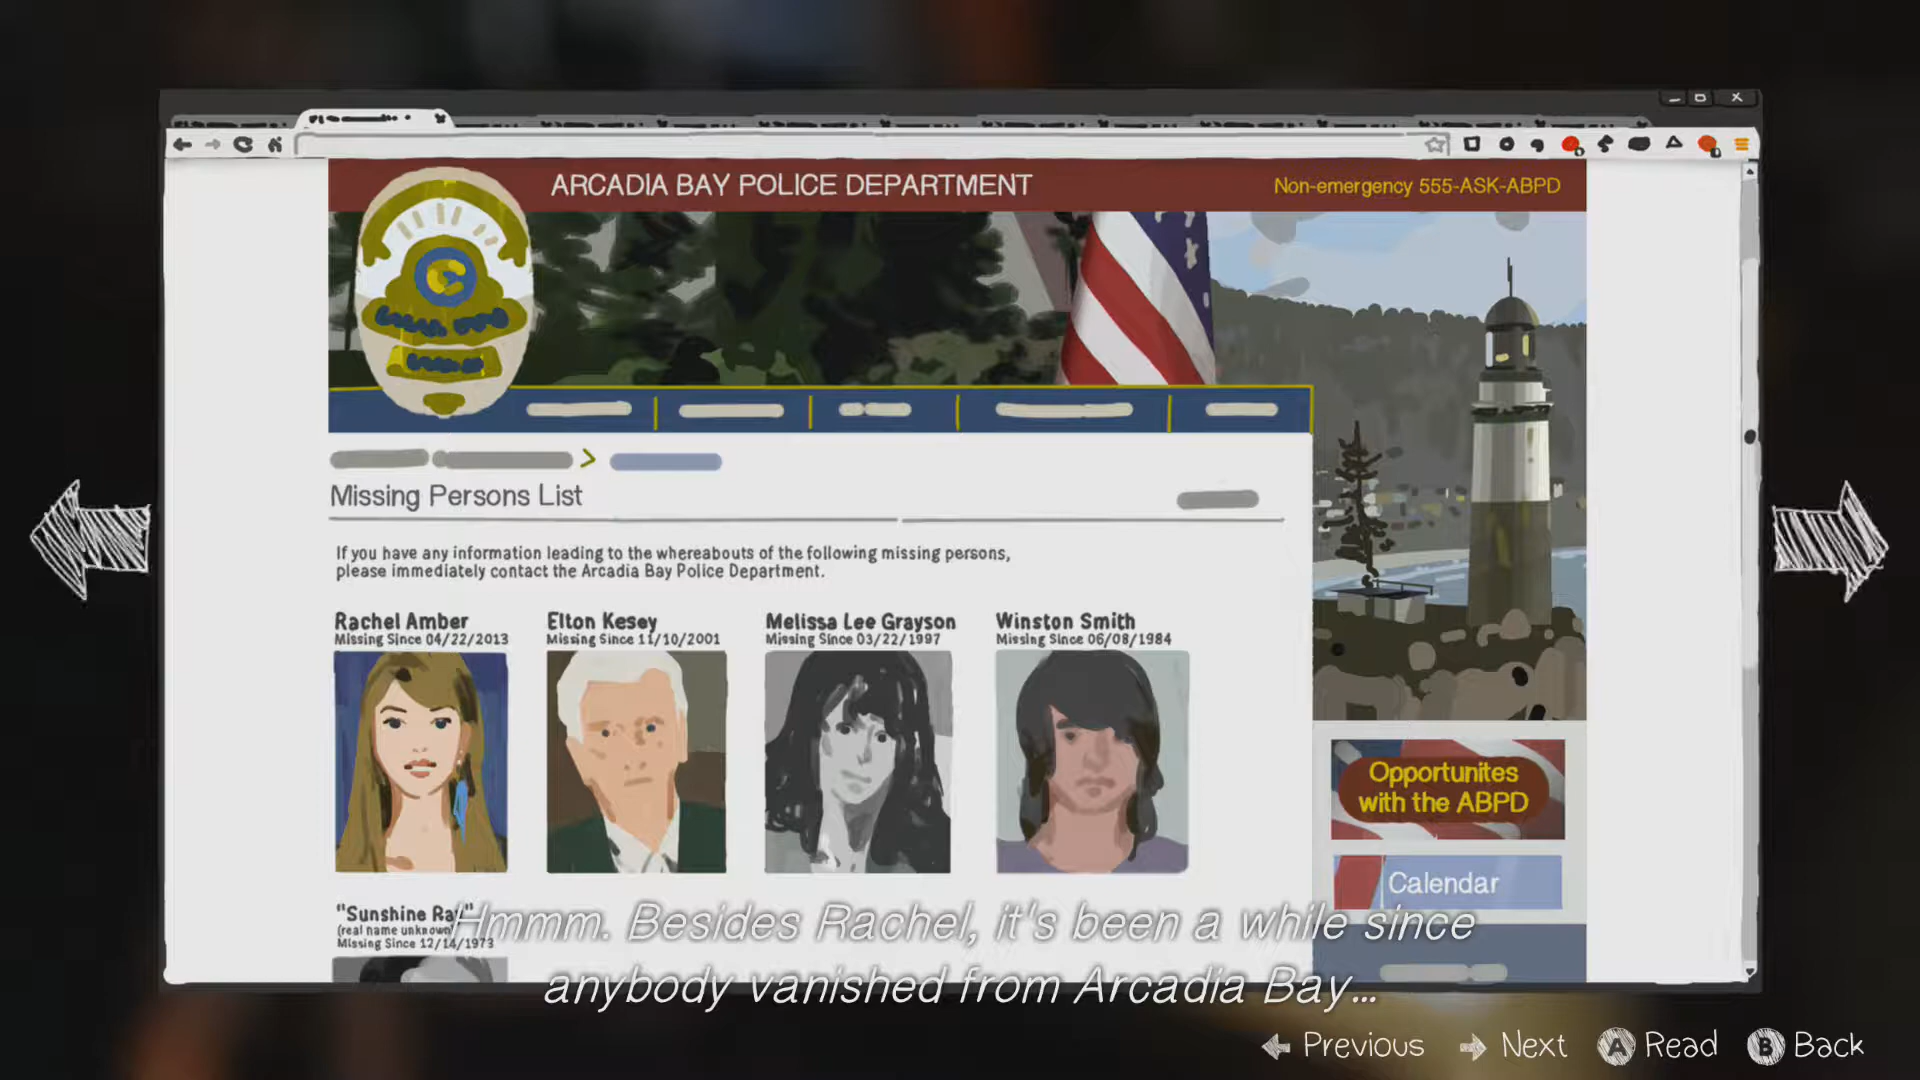 ARCADIA BAY POLICE DEPARTMENT
Non-emergency 555-ASK-ABPD
Missing Persons List
If you have any information leading to the whereabouts of the following missing persons,
please immediately contact the Arcadia Bay Police Department.
Rachel Amber
Missing Since 04/22/2013
Elton Kesey
Missing Since 11/10/2001
Melissa Lee Grayson
Missing Since 03/22/1997
Winston Smith
Missing Since 06/08/1984
Opportunites
with the ABPD
Calendar
"Sunshine Ray"
(real name unknown)
Missing Since 12/14/1973
Hmmm. Besides Rachel, it's been a while since
anybody vanished from Arcadia Bay...
Previous
Next
A Read
B Back